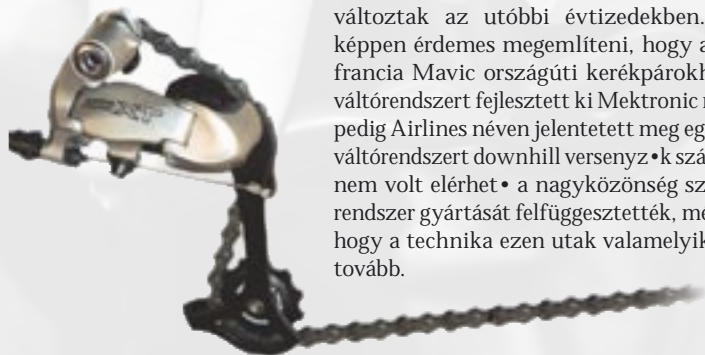 változtak az utóbbi évtizedekben.
képpen érdemes megemlíteni, hogy a
francia Mavic országúti kerékpárokh
váltórendszert fejlesztett ki Mektronic n
pedig Airlines néven jelentetett meg eg
váltórendszert downhill versenyz•k szá
nem volt elérhet• a nagyközönség sz
rendszer gyártását felfüggesztették, me
hogy a technika ezen utak valamelyik
tovább.
XT